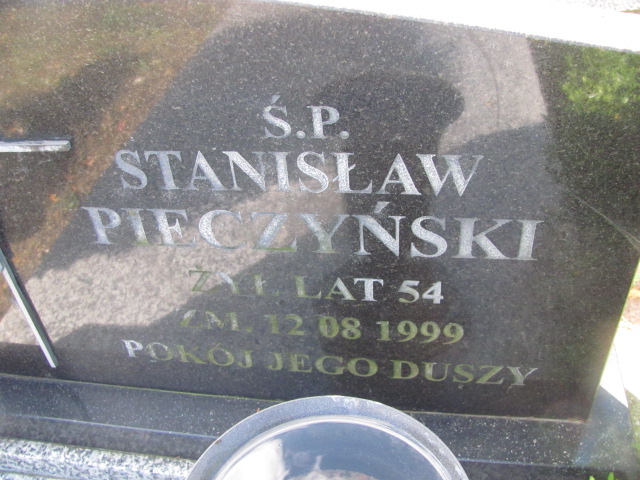 Ś.P.
STANISŁAW
PIECZYŃSKI
ŻYŁ LAT 54
ZM. 12 08 1999
POKÓJ JEGO DUSZY